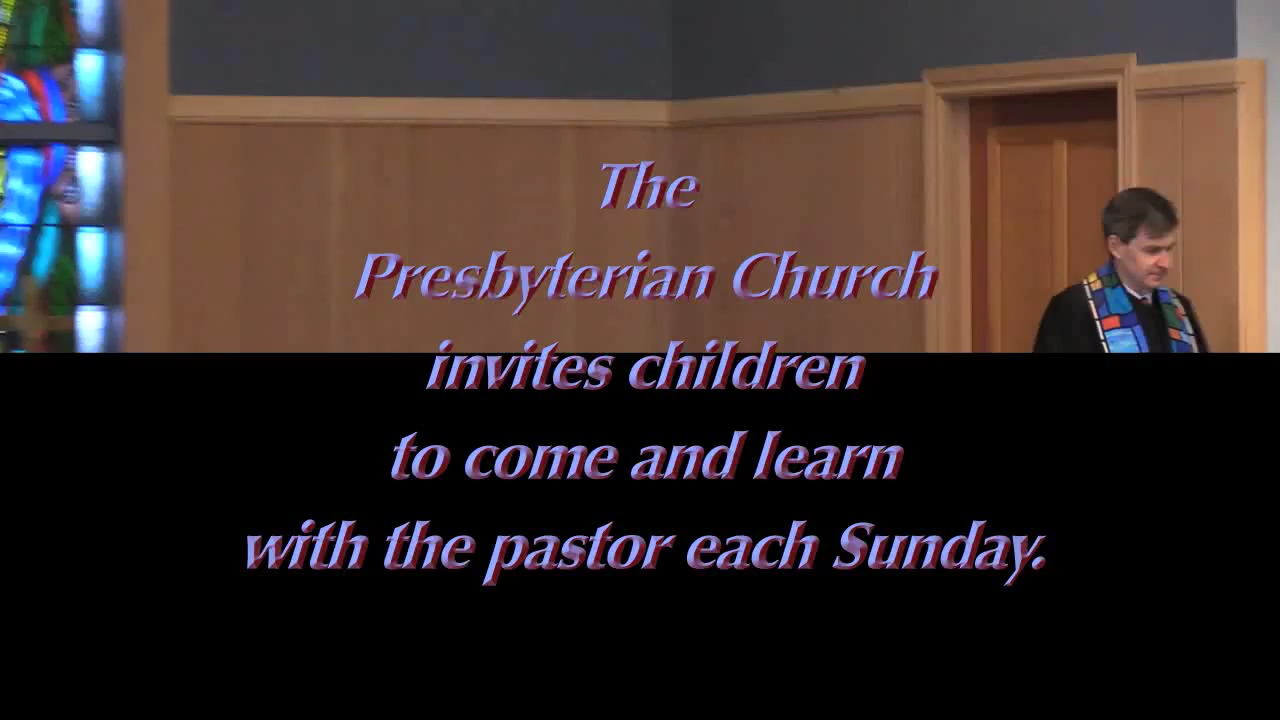 The
Presbyterian Church
invites children
to come and learn
with the pastor each Sunday.